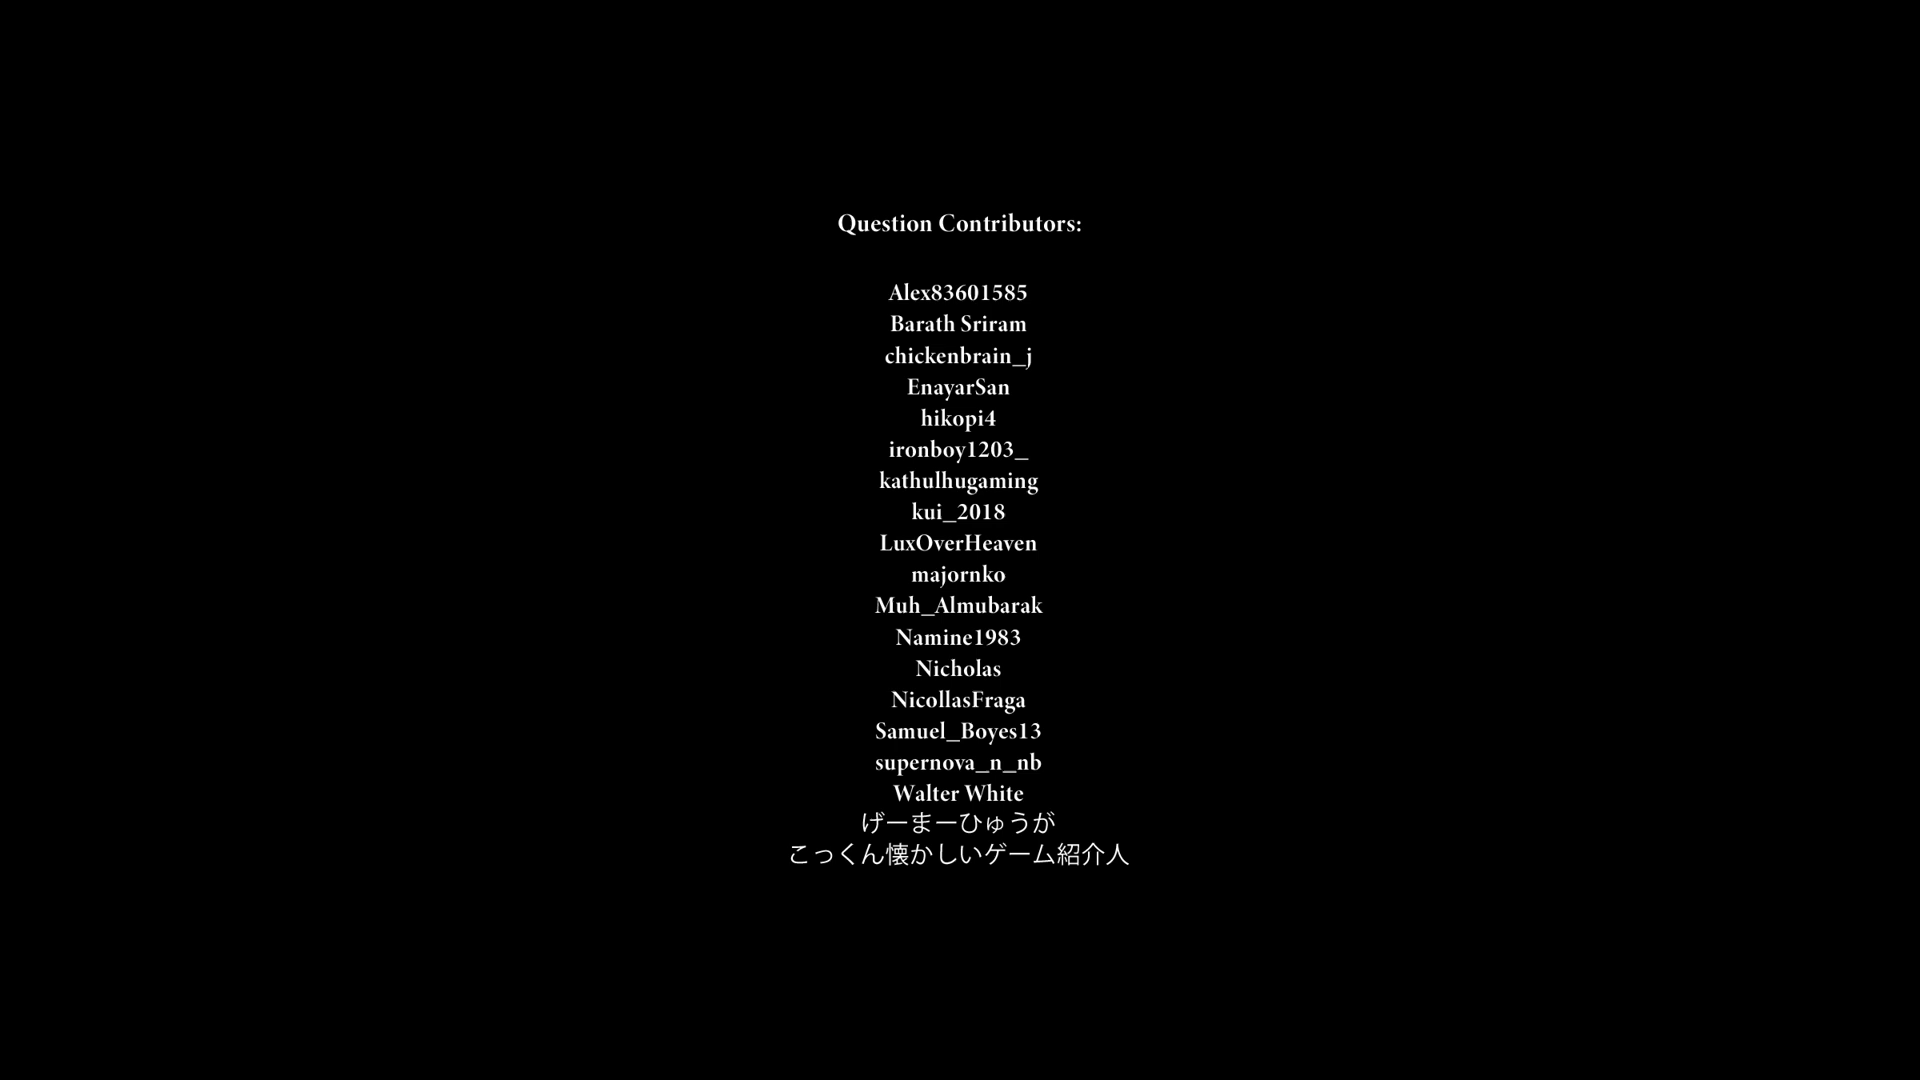 Question Contributors:
Alex83601585
Barath Sriram
chickenbrain_j
EnayarSan
hikopi4
ironboy1203_
kathulhugaming
kui_2018
LuxOverHeaven
majornko
Muh_Almubarak
Namine1983
Nicholas
NicollasFraga
Samuel_Boyes13
supernova_n_nb
Walter White
げーまーひゅうが
こっくん懐かしいゲーム紹介人